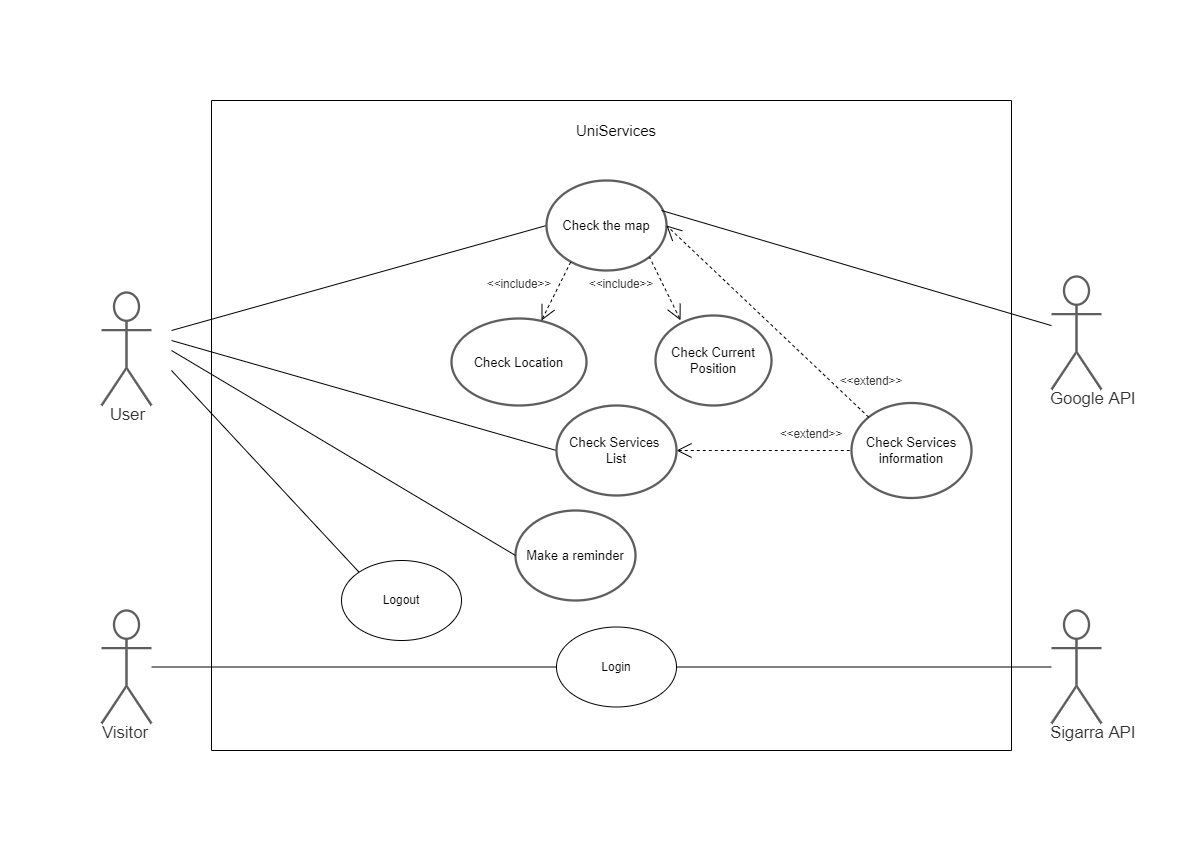 UniServices
Check the map
<<include>>
<<include>>
Check Location
Check Current
Position
<<extend>>
User
Google API
Check Services
List
<<extend>>
Check Services
information
Make a reminder
Logout
Login
Visitor
Sigarra API